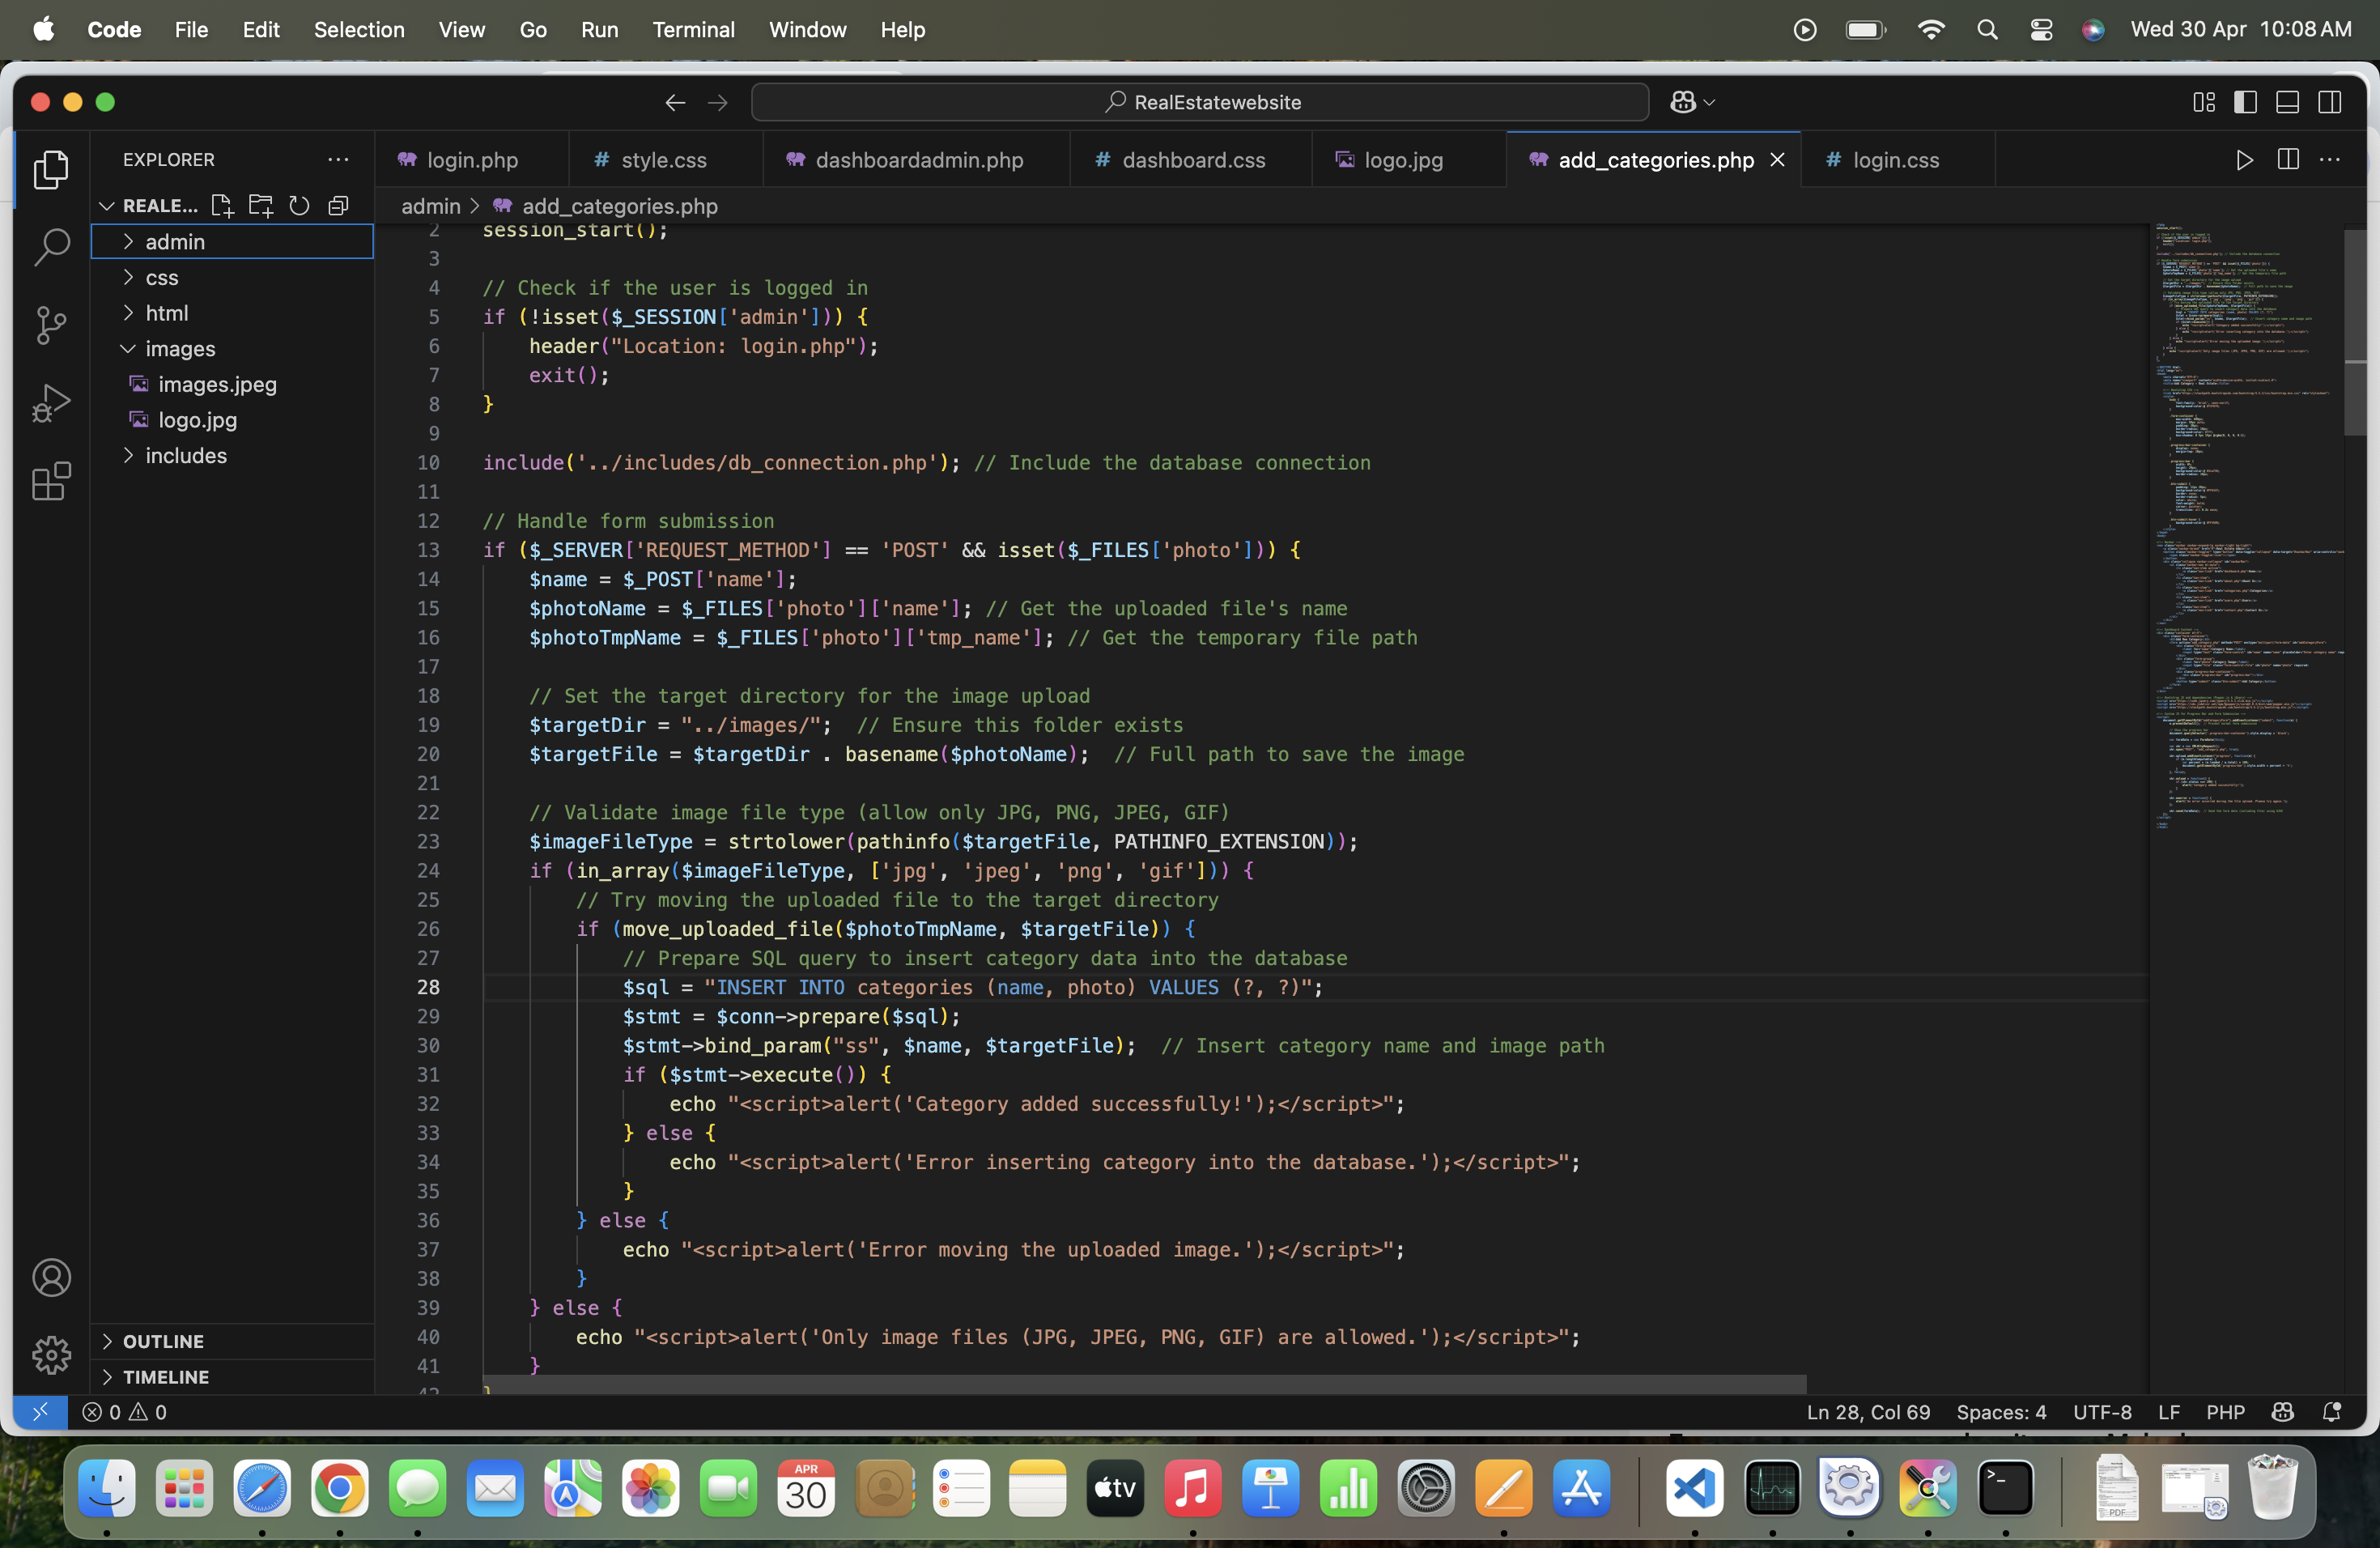 Code File Edit Selection View Go Run Terminal Window Help
Wed 30 Apr 10:08 AM
RealEstatewebsite
EXPLORER
login.php
style.css
dashboardadmin.php
dashboard.css
logo.jpg
add_categories.php
login.css
REALE...
admin
css
html
images
images.jpeg
logo.jpg
includes
OUTLINE
TIMELINE
admin > add_categories.php
2 session_start();
3
4 // Check if the user is logged in
5 if (!isset($_SESSION['admin'])) {
6 header("Location: login.php");
7 exit();
8 }
9
10 include('../includes/db_connection.php'); // Include the database connection
11
12 // Handle form submission
13 if ($_SERVER['REQUEST_METHOD'] == 'POST' && isset($_FILES['photo'])) {
14 $name = $_POST['name'];
15 $photoName = $_FILES['photo']['name']; // Get the uploaded file's name
16 $photoTmpName = $_FILES['photo']['tmp_name']; // Get the temporary file path
17
18 // Set the target directory for the image upload
19 $targetDir = "../images/"; // Ensure this folder exists
20 $targetFile = $targetDir . basename($photoName); // Full path to save the image
21
22 // Validate image file type (allow only JPG, PNG, JPEG, GIF)
23 $imageFileType = strtolower(pathinfo($targetFile, PATHINFO_EXTENSION));
24 if (in_array($imageFileType, ['jpg', 'jpeg', 'png', 'gif'])) {
25 // Try moving the uploaded file to the target directory
26 if (move_uploaded_file($photoTmpName, $targetFile)) {
27 // Prepare SQL query to insert category data into the database
28 $sql = "INSERT INTO categories (name, photo) VALUES (?, ?)";
29 $stmt = $conn->prepare($sql);
30 $stmt->bind_param("ss", $name, $targetFile); // Insert category name and image path
31 if ($stmt->execute()) {
32 echo "<script>alert('Category added successfully!');</script>";
33 } else {
34 echo "<script>alert('Error inserting category into the database.');</script>";
35 }
36 } else {
37 echo "<script>alert('Error moving the uploaded image.');</script>";
38 }
39 } else {
40 echo "<script>alert('Only image files (JPG, JPEG, PNG, GIF) are allowed.');</script>";
41 }
42 }
0 0
Ln 28, Col 69 Spaces: 4 UTF-8 LF PHP
APR
30
tv
PDF